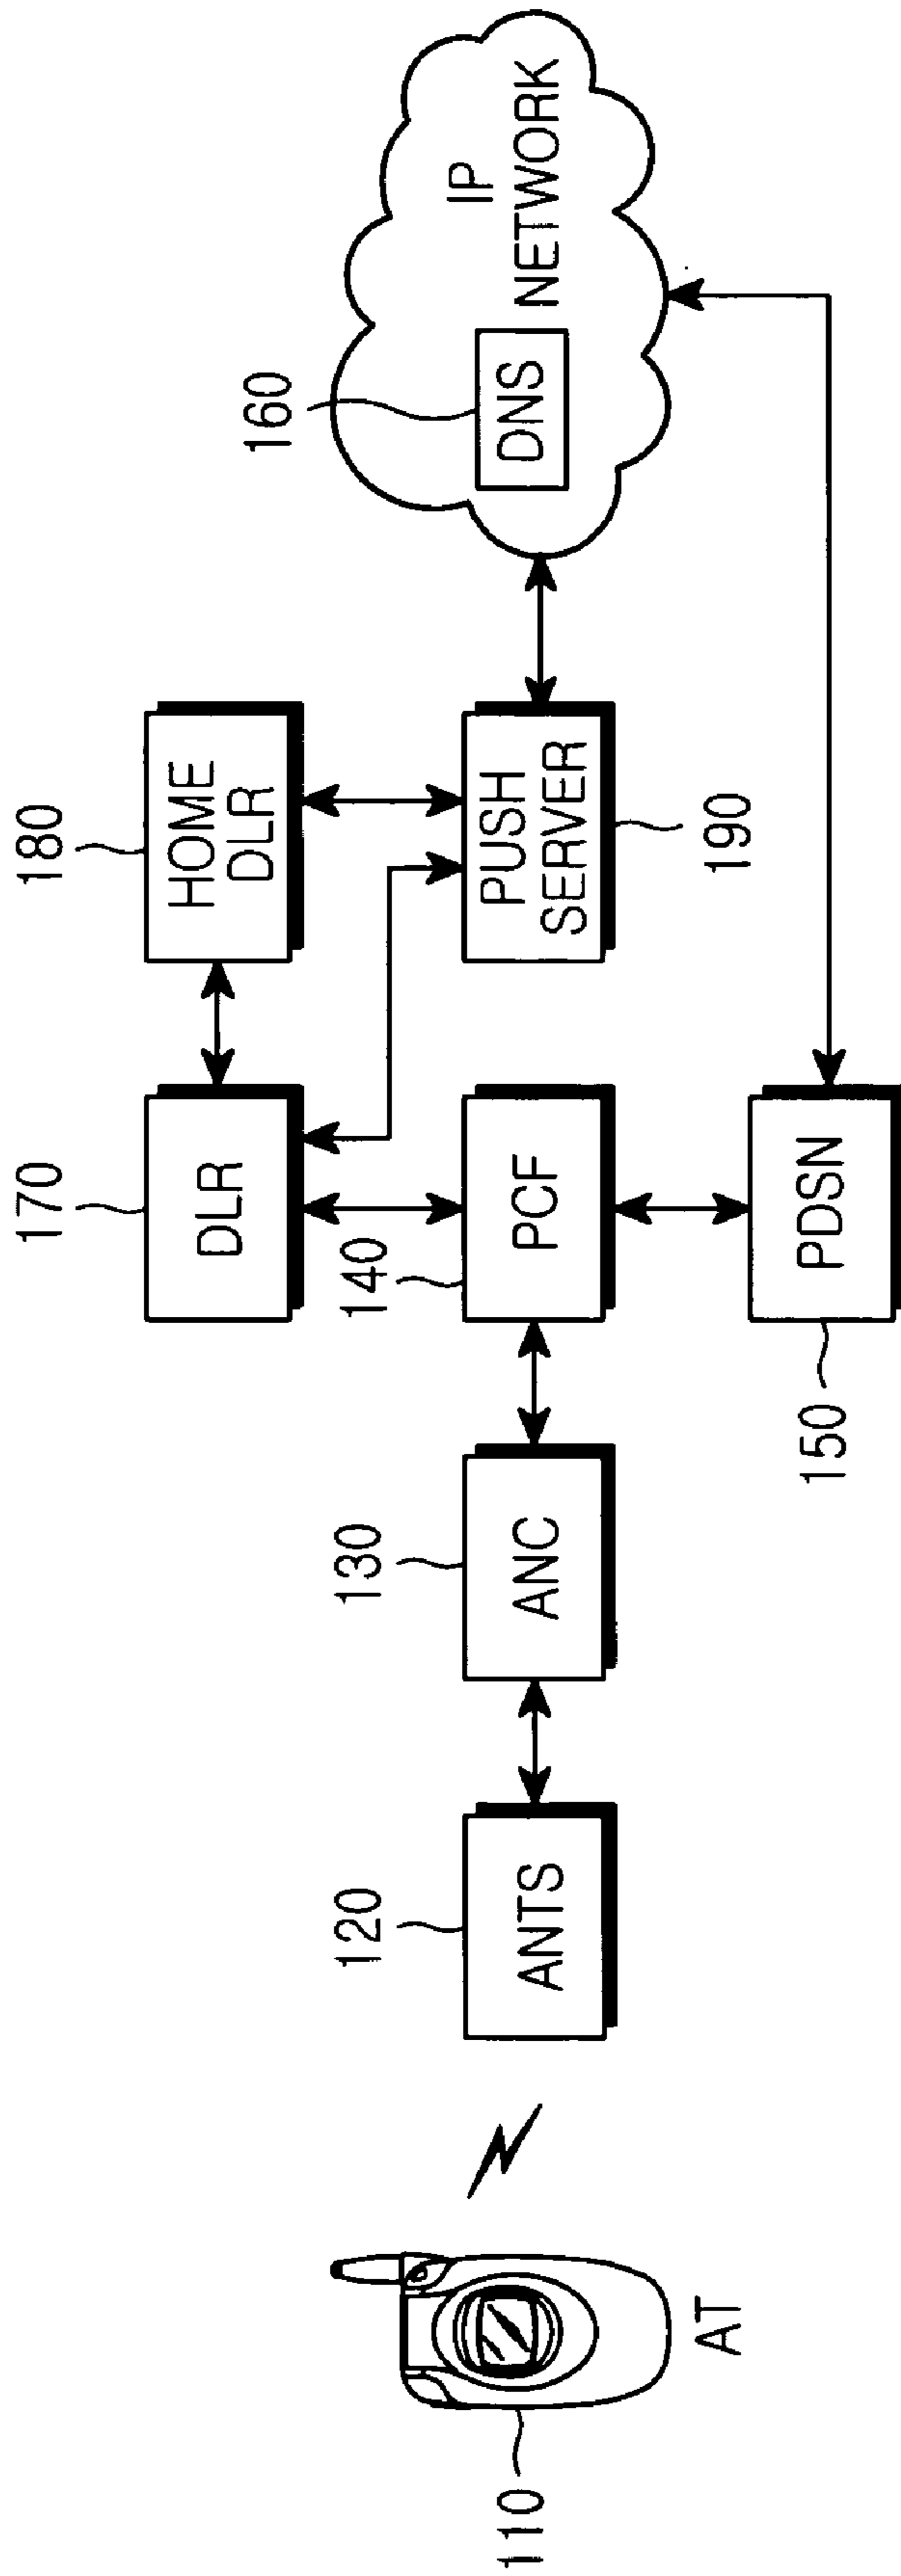 110
AT
120
ANTS
130
ANC
140
PCF
150
PDSN
170
DLR
180
HOME
DLR
190
PUSH
SERVER
160
DNS
IP
NETWORK